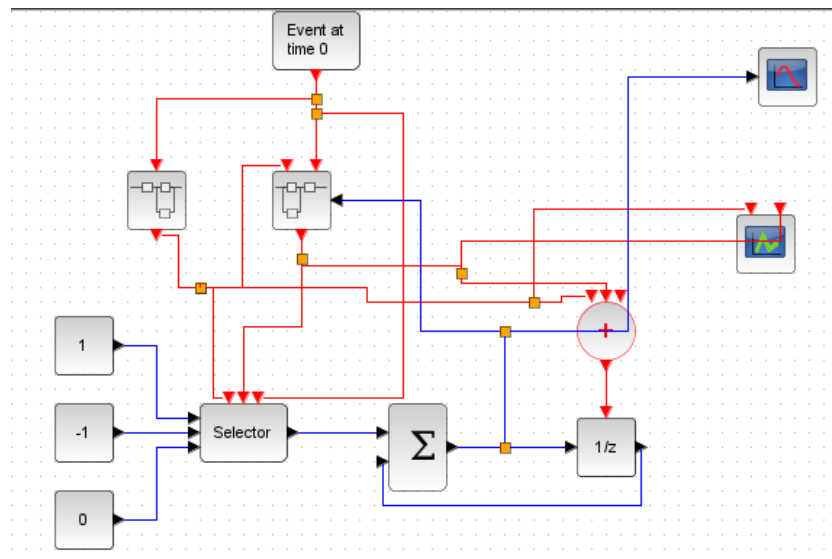 Event at
time 0
+
1
-1
Selector
Σ
1/z
0